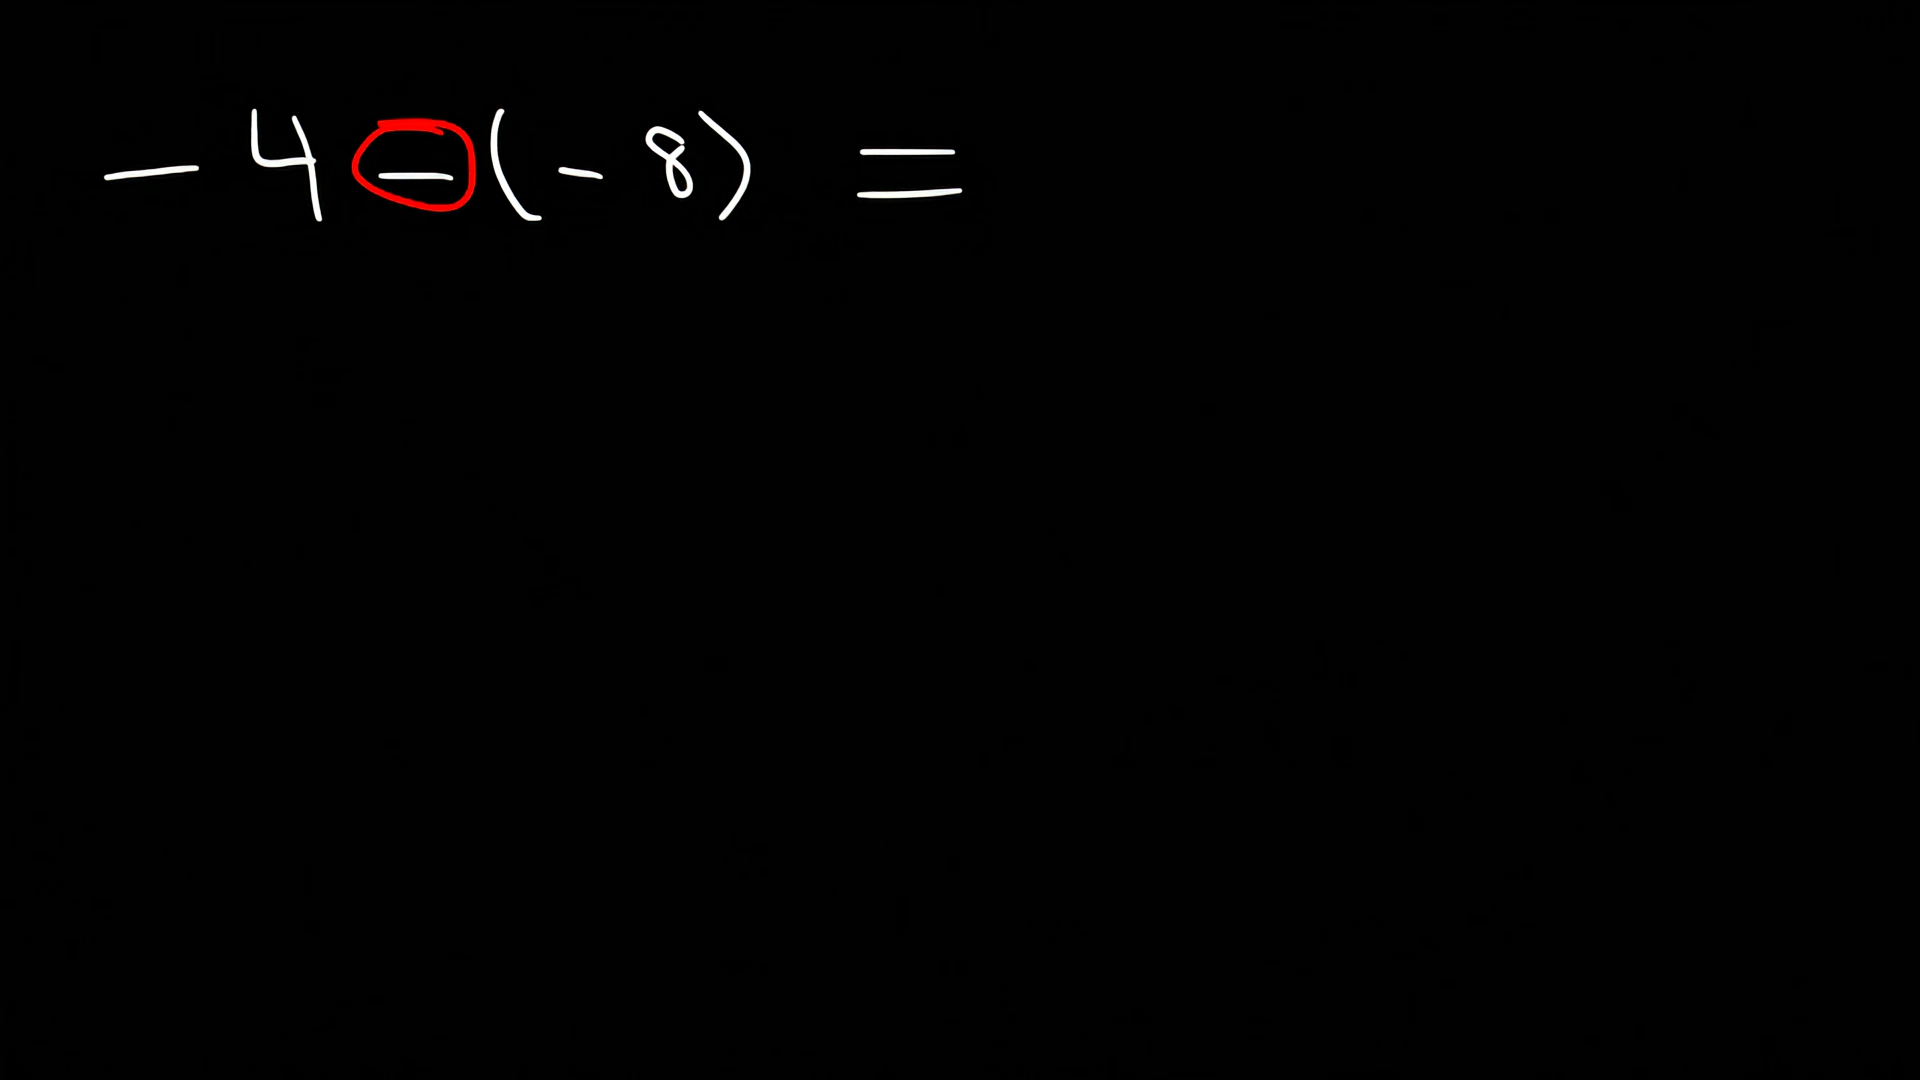 - 4 - (- 8) =